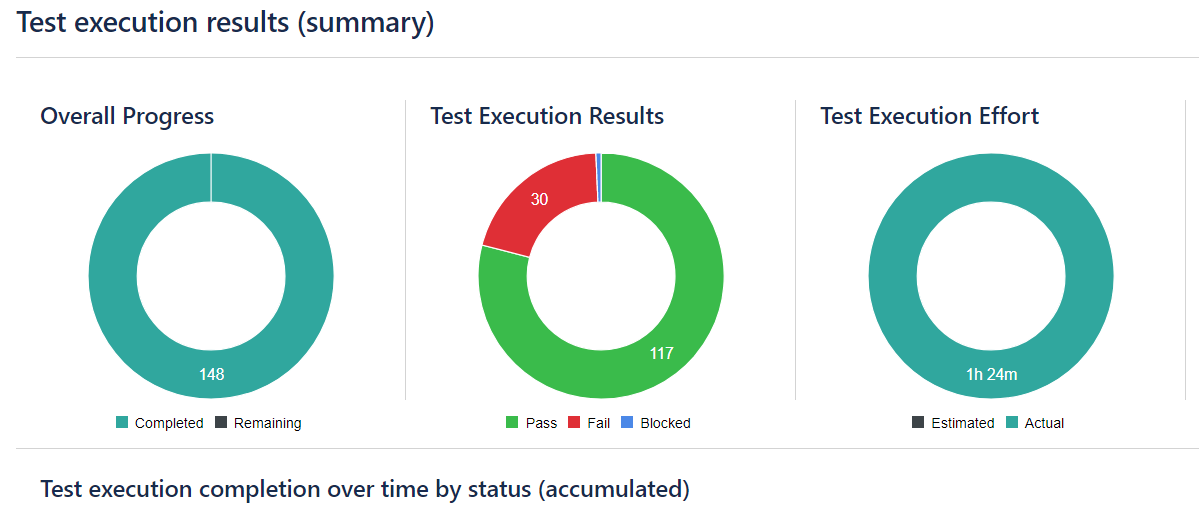 Test execution results (summary)
Overall Progress
148
Completed Remaining
Test Execution Results
30
117
Pass Fail Blocked
Test Execution Effort
1h 24m
Estimated Actual
Test execution completion over time by status (accumulated)